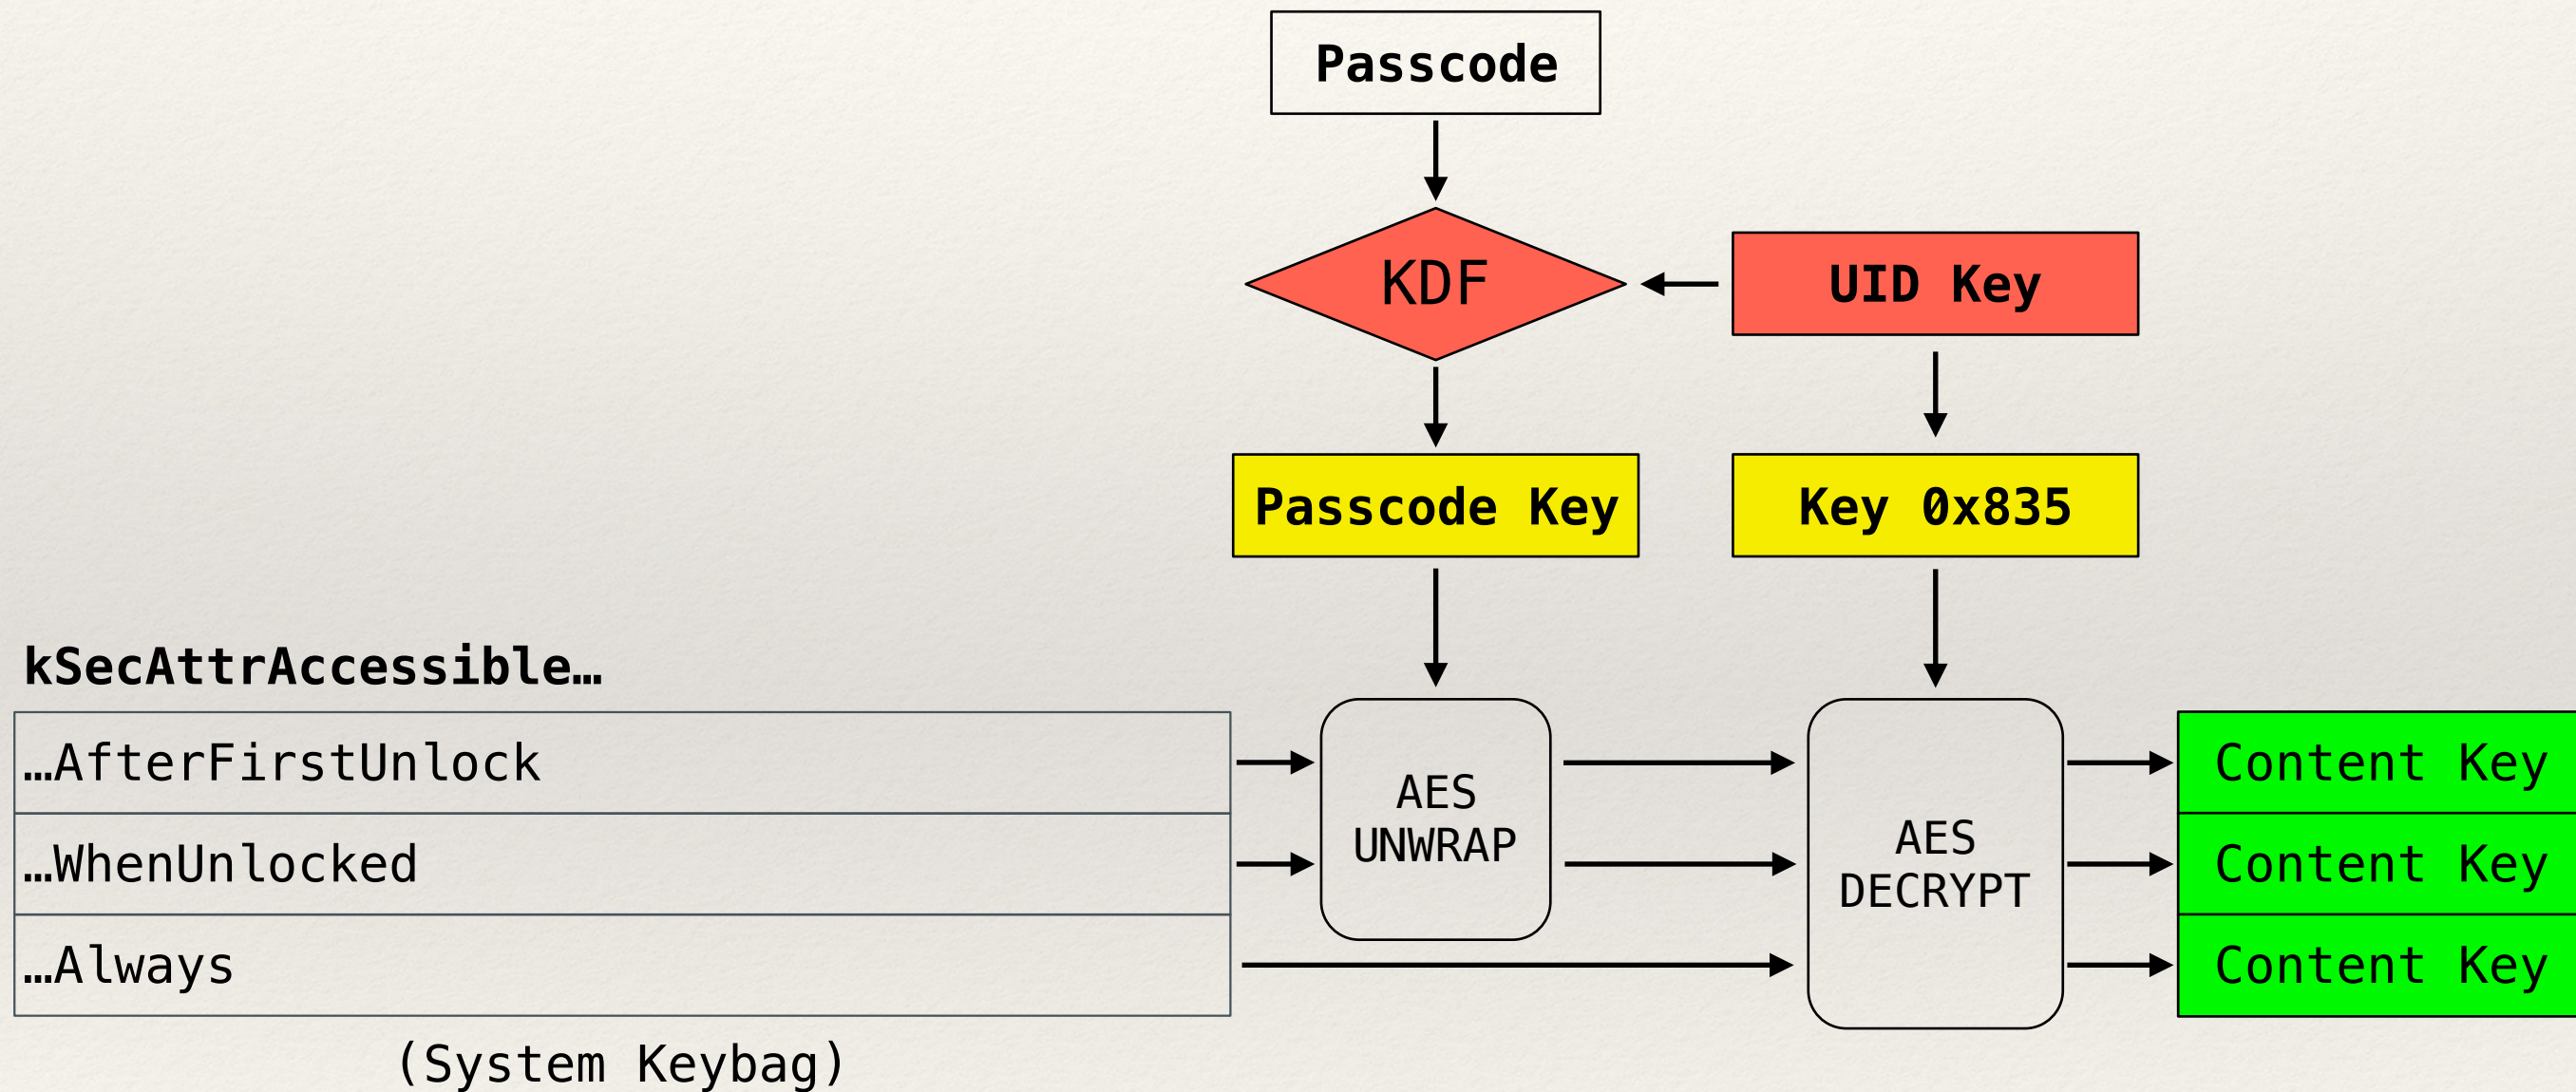 Passcode
KDF
UID Key
Passcode Key
Key 0x835
kSecAttrAccessible…
…AfterFirstUnlock
…WhenUnlocked
…Always
(System Keybag)
AES
UNWRAP
AES
DECRYPT
Content Key
Content Key
Content Key